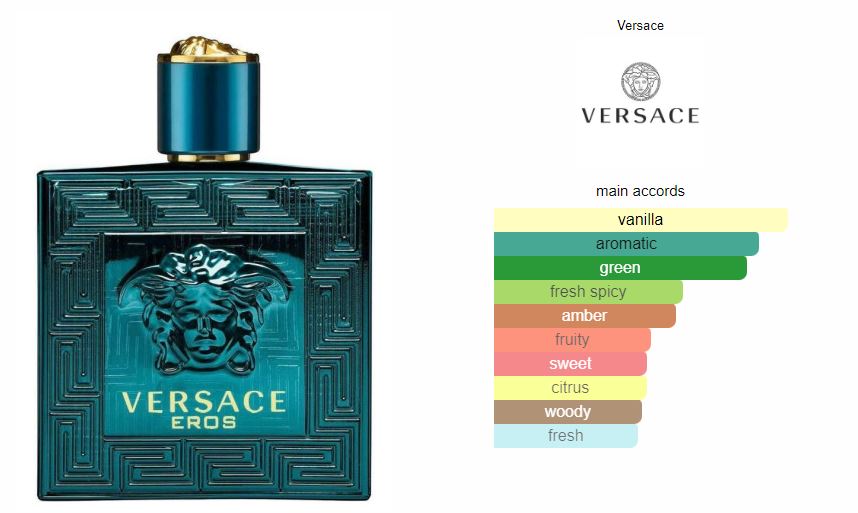 VERSACE
EROS
Versace
VERSACE
main accords
vanilla
aromatic
green
fresh spicy
amber
fruity
sweet
citrus
woody
fresh